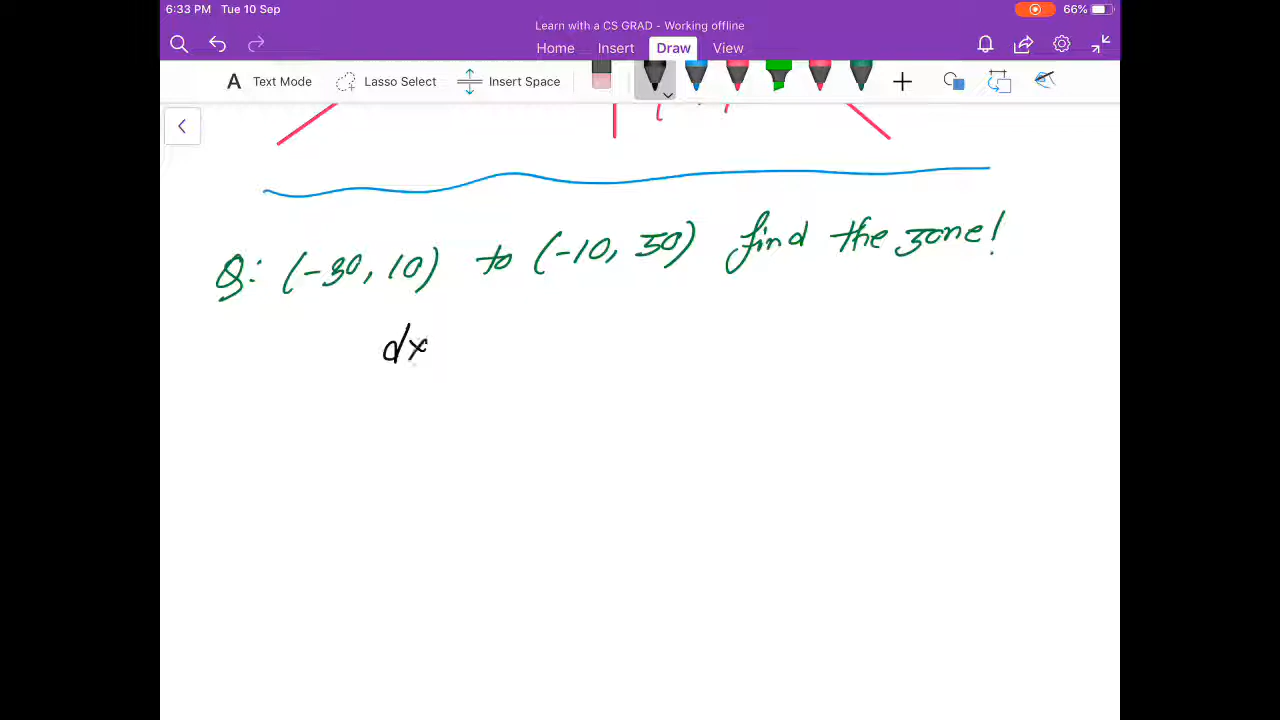 6:33 PM Tue 10 Sep
66%
Learn with a CS GRAD - Working offline
Home Insert Draw View
A Text Mode Lasso Select Insert Space
Q: (-30, 10) to (-10, 50) find the zone!
dx